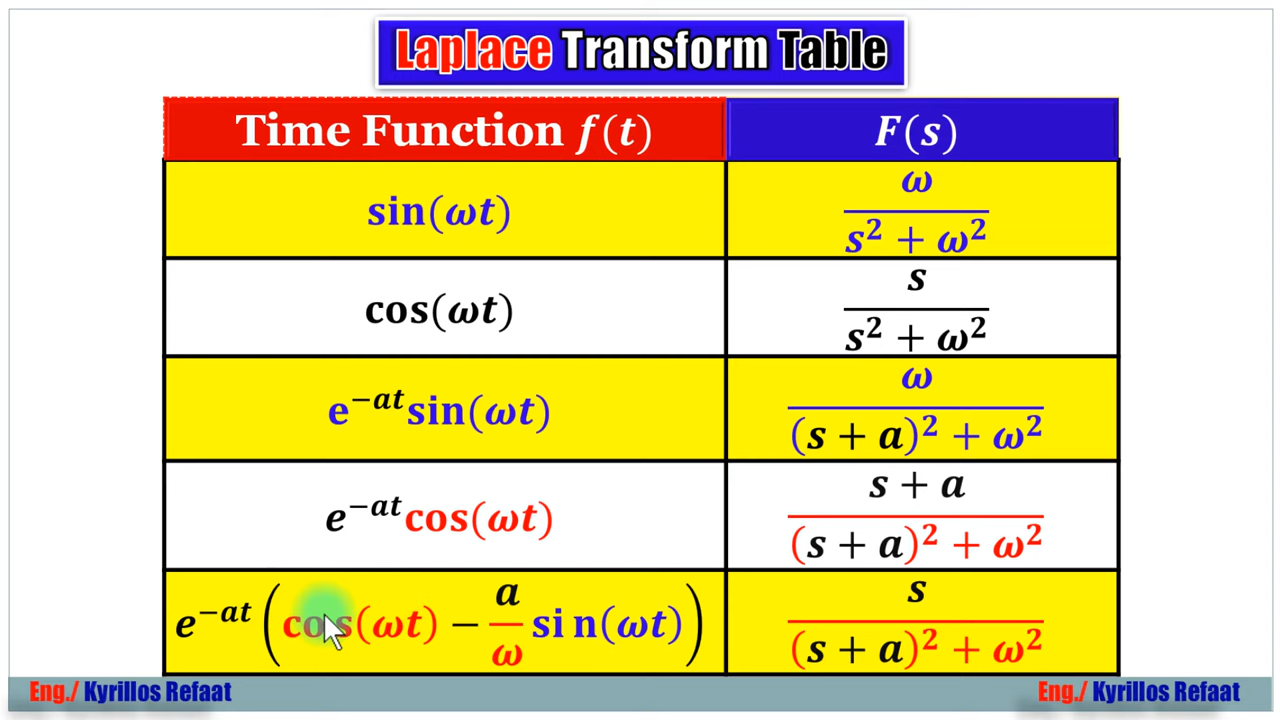 Laplace Transform Table
Time Function f(t) F(s)
sin(ωt) ω/(s² + ω²)
cos(ωt) s/(s² + ω²)
e^(−at)sin(ωt) ω/((s + a)² + ω²)
e^(−at)cos(ωt) (s + a)/((s + a)² + ω²)
e^(−at)(cos(ωt) − a/ω sin(ωt)) s/((s + a)² + ω²)
Eng./ Kyrillos Refaat Eng./ Kyrillos Refaat